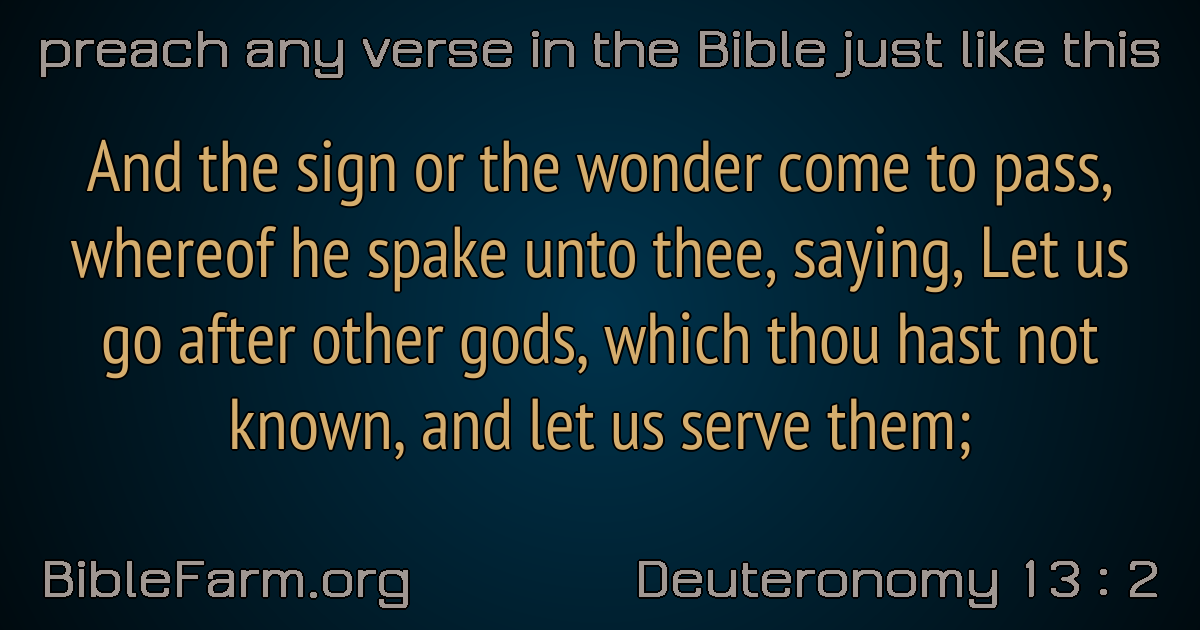 preach any verse in the Bible just like this
And the sign or the wonder come to pass,
whereof he spake unto thee, saying, Let us
go after other gods, which thou hast not
known, and let us serve them;
BibleFarm.org
Deuteronomy 13 : 2